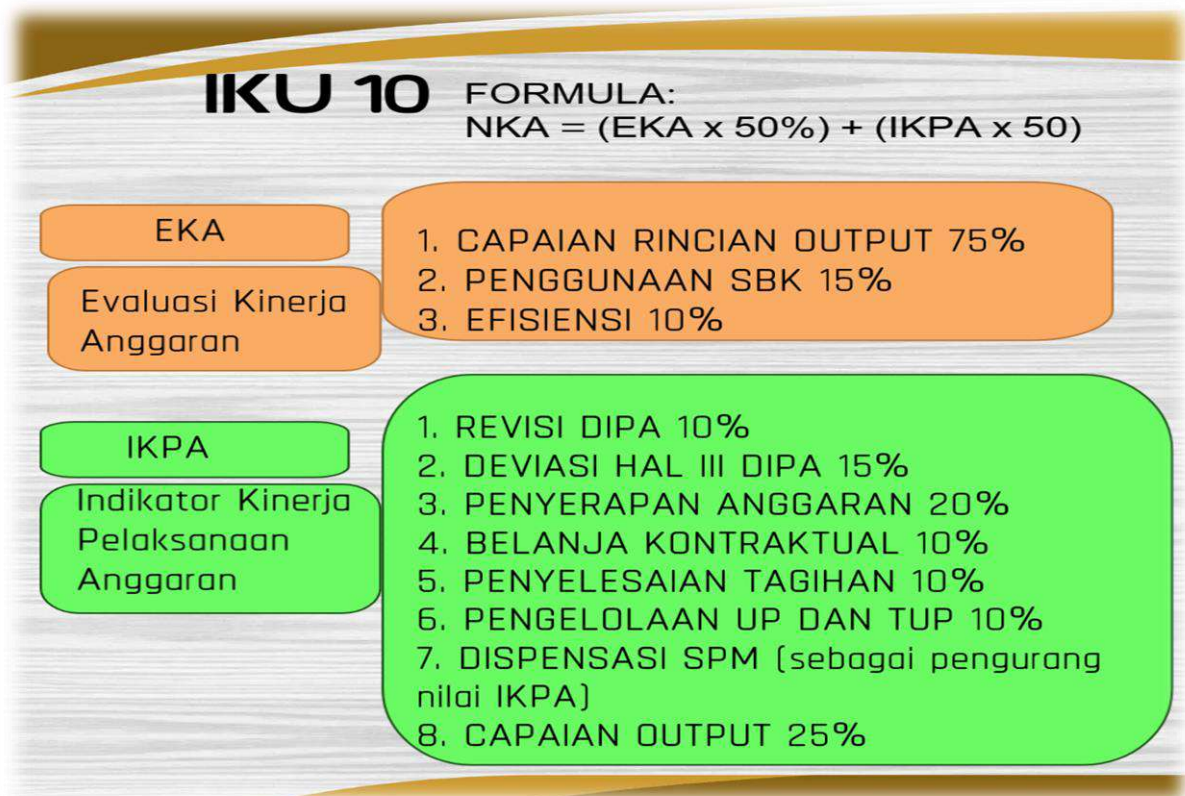 IKU 10
FORMULA:
NKA = (EKA x 50%) + (IKPA x 50)
EKA
Evaluasi Kinerja
Anggaran
1. CAPAIAN RINCIAN OUTPUT 75%
2. PENGGUNAAN SBK 15%
3. EFISIENSI 10%
IKPA
Indikator Kinerja
Pelaksanaan
Anggaran
1. REVISI DIPA 10%
2. DEVIASI HAL III DIPA 15%
3. PENYERAPAN ANGGARAN 20%
4. BELANJA KONTRAKTUAL 10%
5. PENYELESAIAN TAGIHAN 10%
6. PENGELOLAAN UP DAN TUP 10%
7. DISPENSASI SPM (sebagai pengurang
nilai IKPA)
8. CAPAIAN OUTPUT 25%